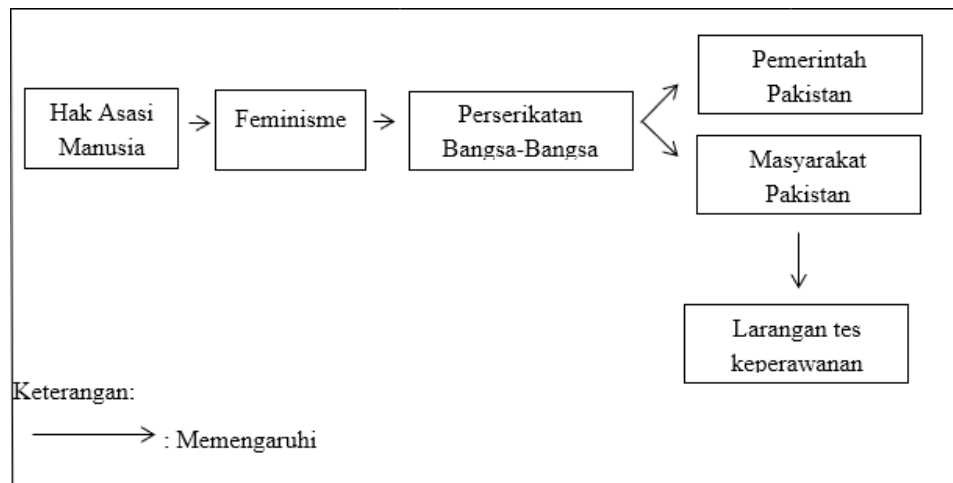 Hak Asasi
Manusia
Feminisme
Perserikatan
Bangsa-Bangsa
Pemerintah
Pakistan
Masyarakat
Pakistan
Larangan tes
keperawanan
Keterangan:
: Memengaruhi